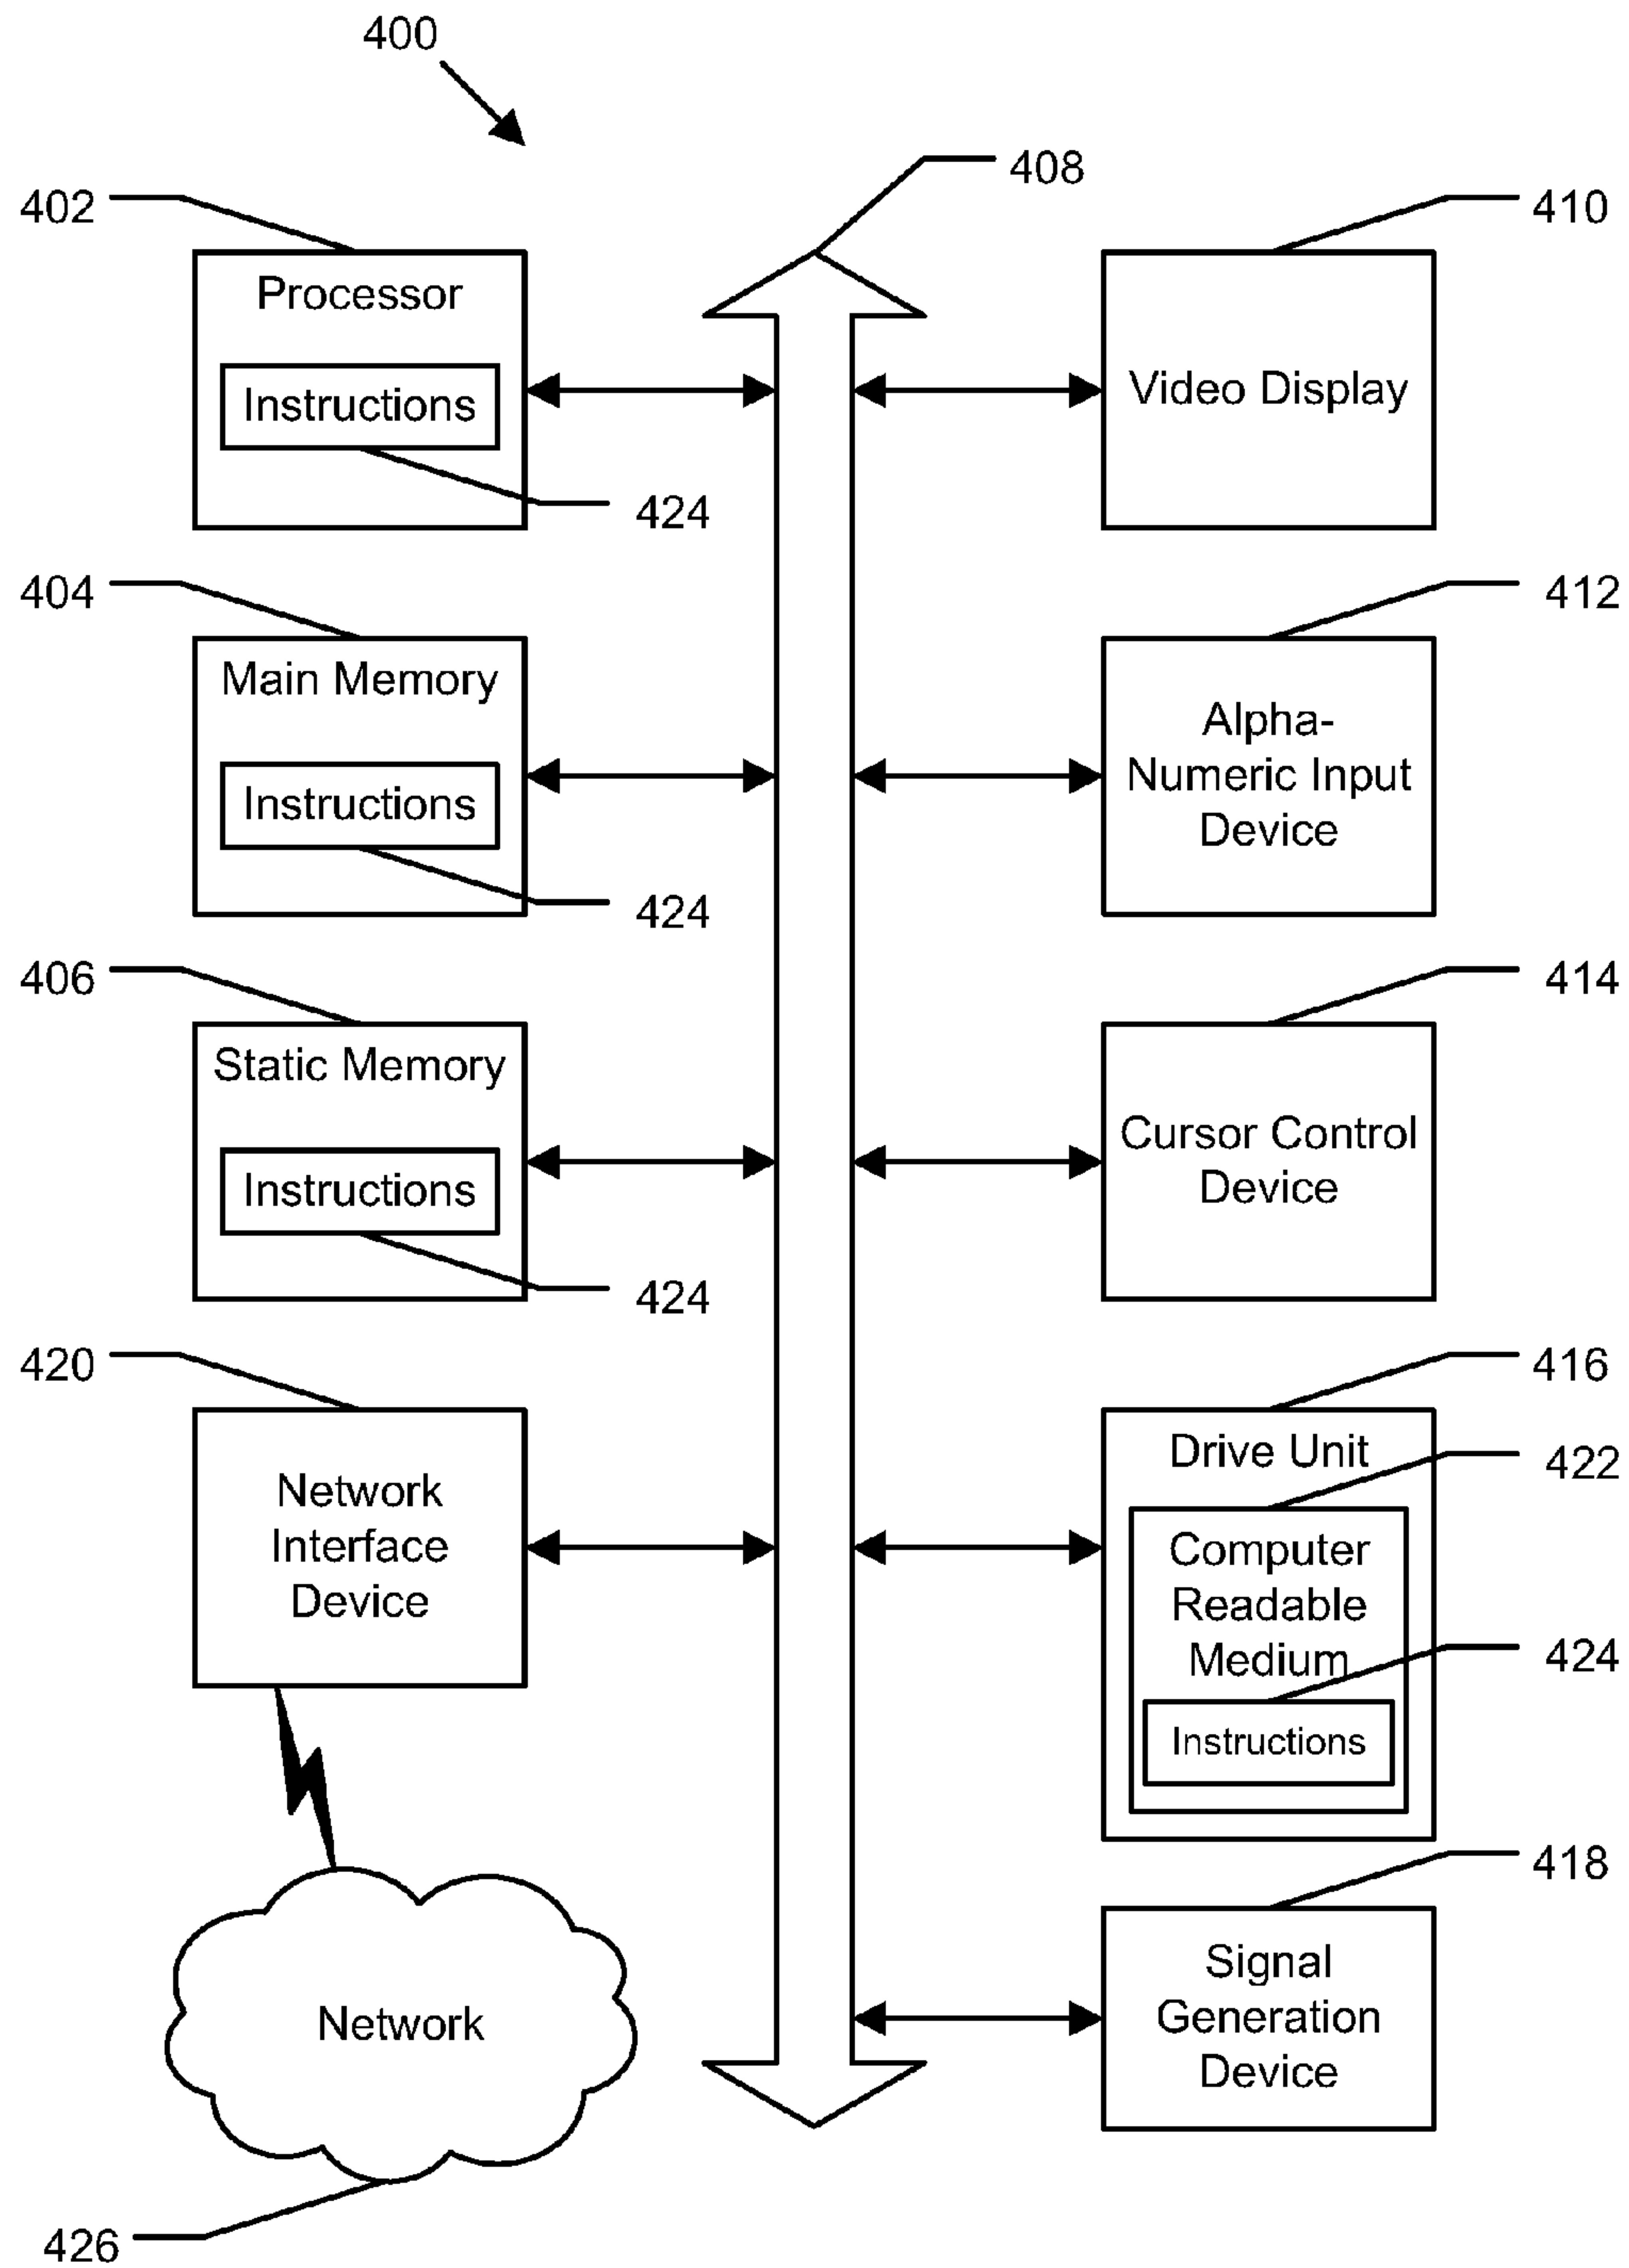 400
408
402
410
Processor
Instructions
424
Video Display
404
412
Main Memory
Instructions
424
Alpha-
Numeric Input
Device
406
414
Static Memory
Instructions
424
Cursor Control
Device
420
416
Network
Interface
Device
Drive Unit
422
Computer
Readable
Medium
424
Instructions
418
Signal
Generation
Device
Network
426